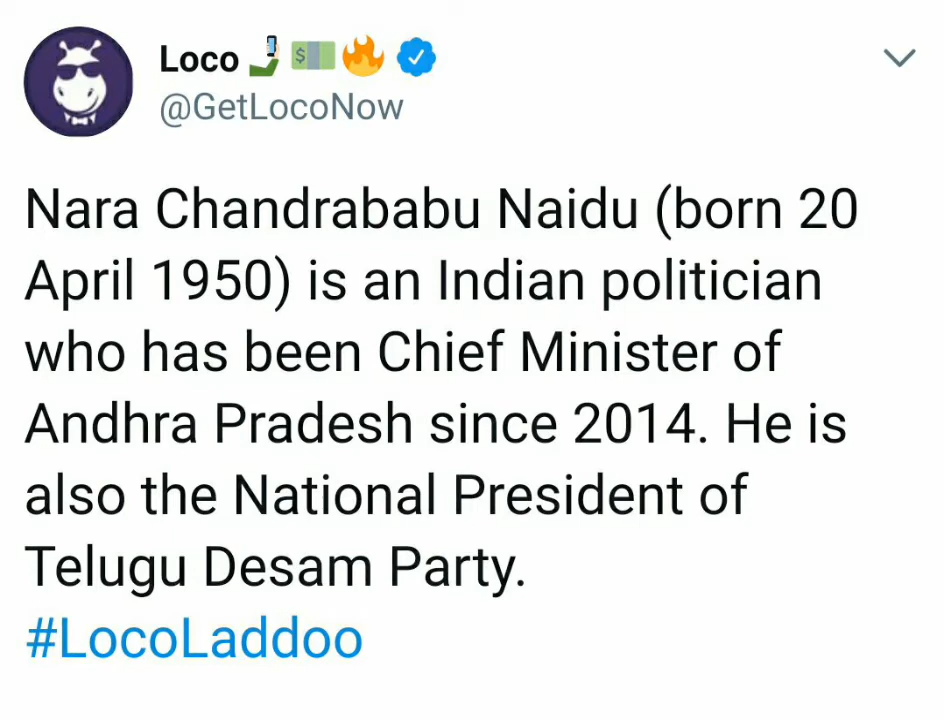 Loco 🤳💵🔥
@GetLocoNow
Nara Chandrababu Naidu (born 20
April 1950) is an Indian politician
who has been Chief Minister of
Andhra Pradesh since 2014. He is
also the National President of
Telugu Desam Party.
#LocoLaddoo